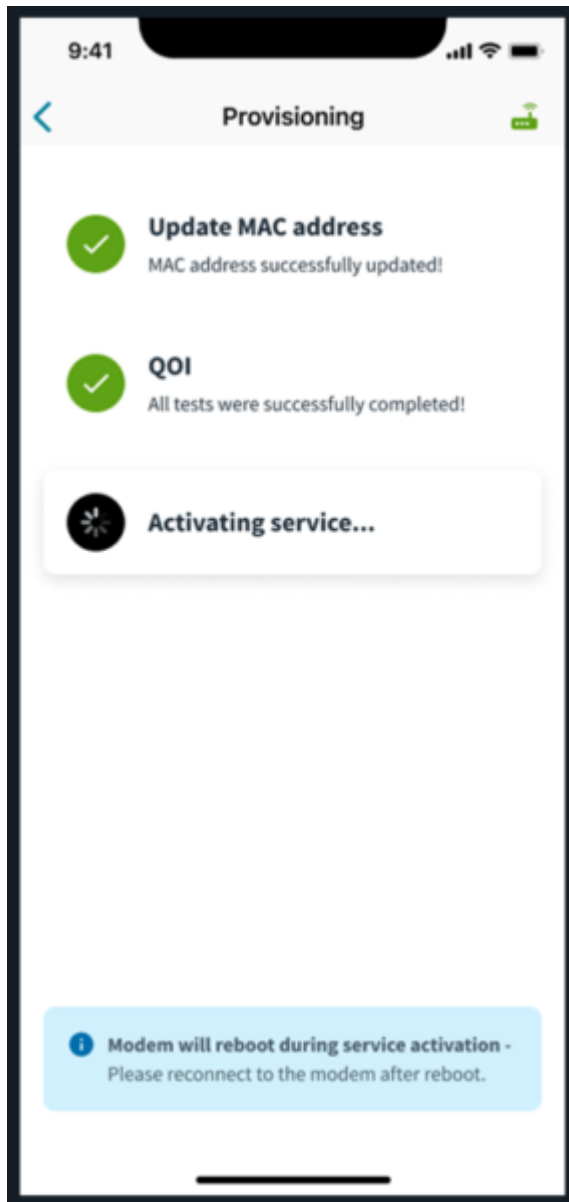 9:41
Provisioning
Update MAC address
MAC address successfully updated!
QOI
All tests were successfully completed!
Activating service...
Modem will reboot during service activation -
Please reconnect to the modem after reboot.